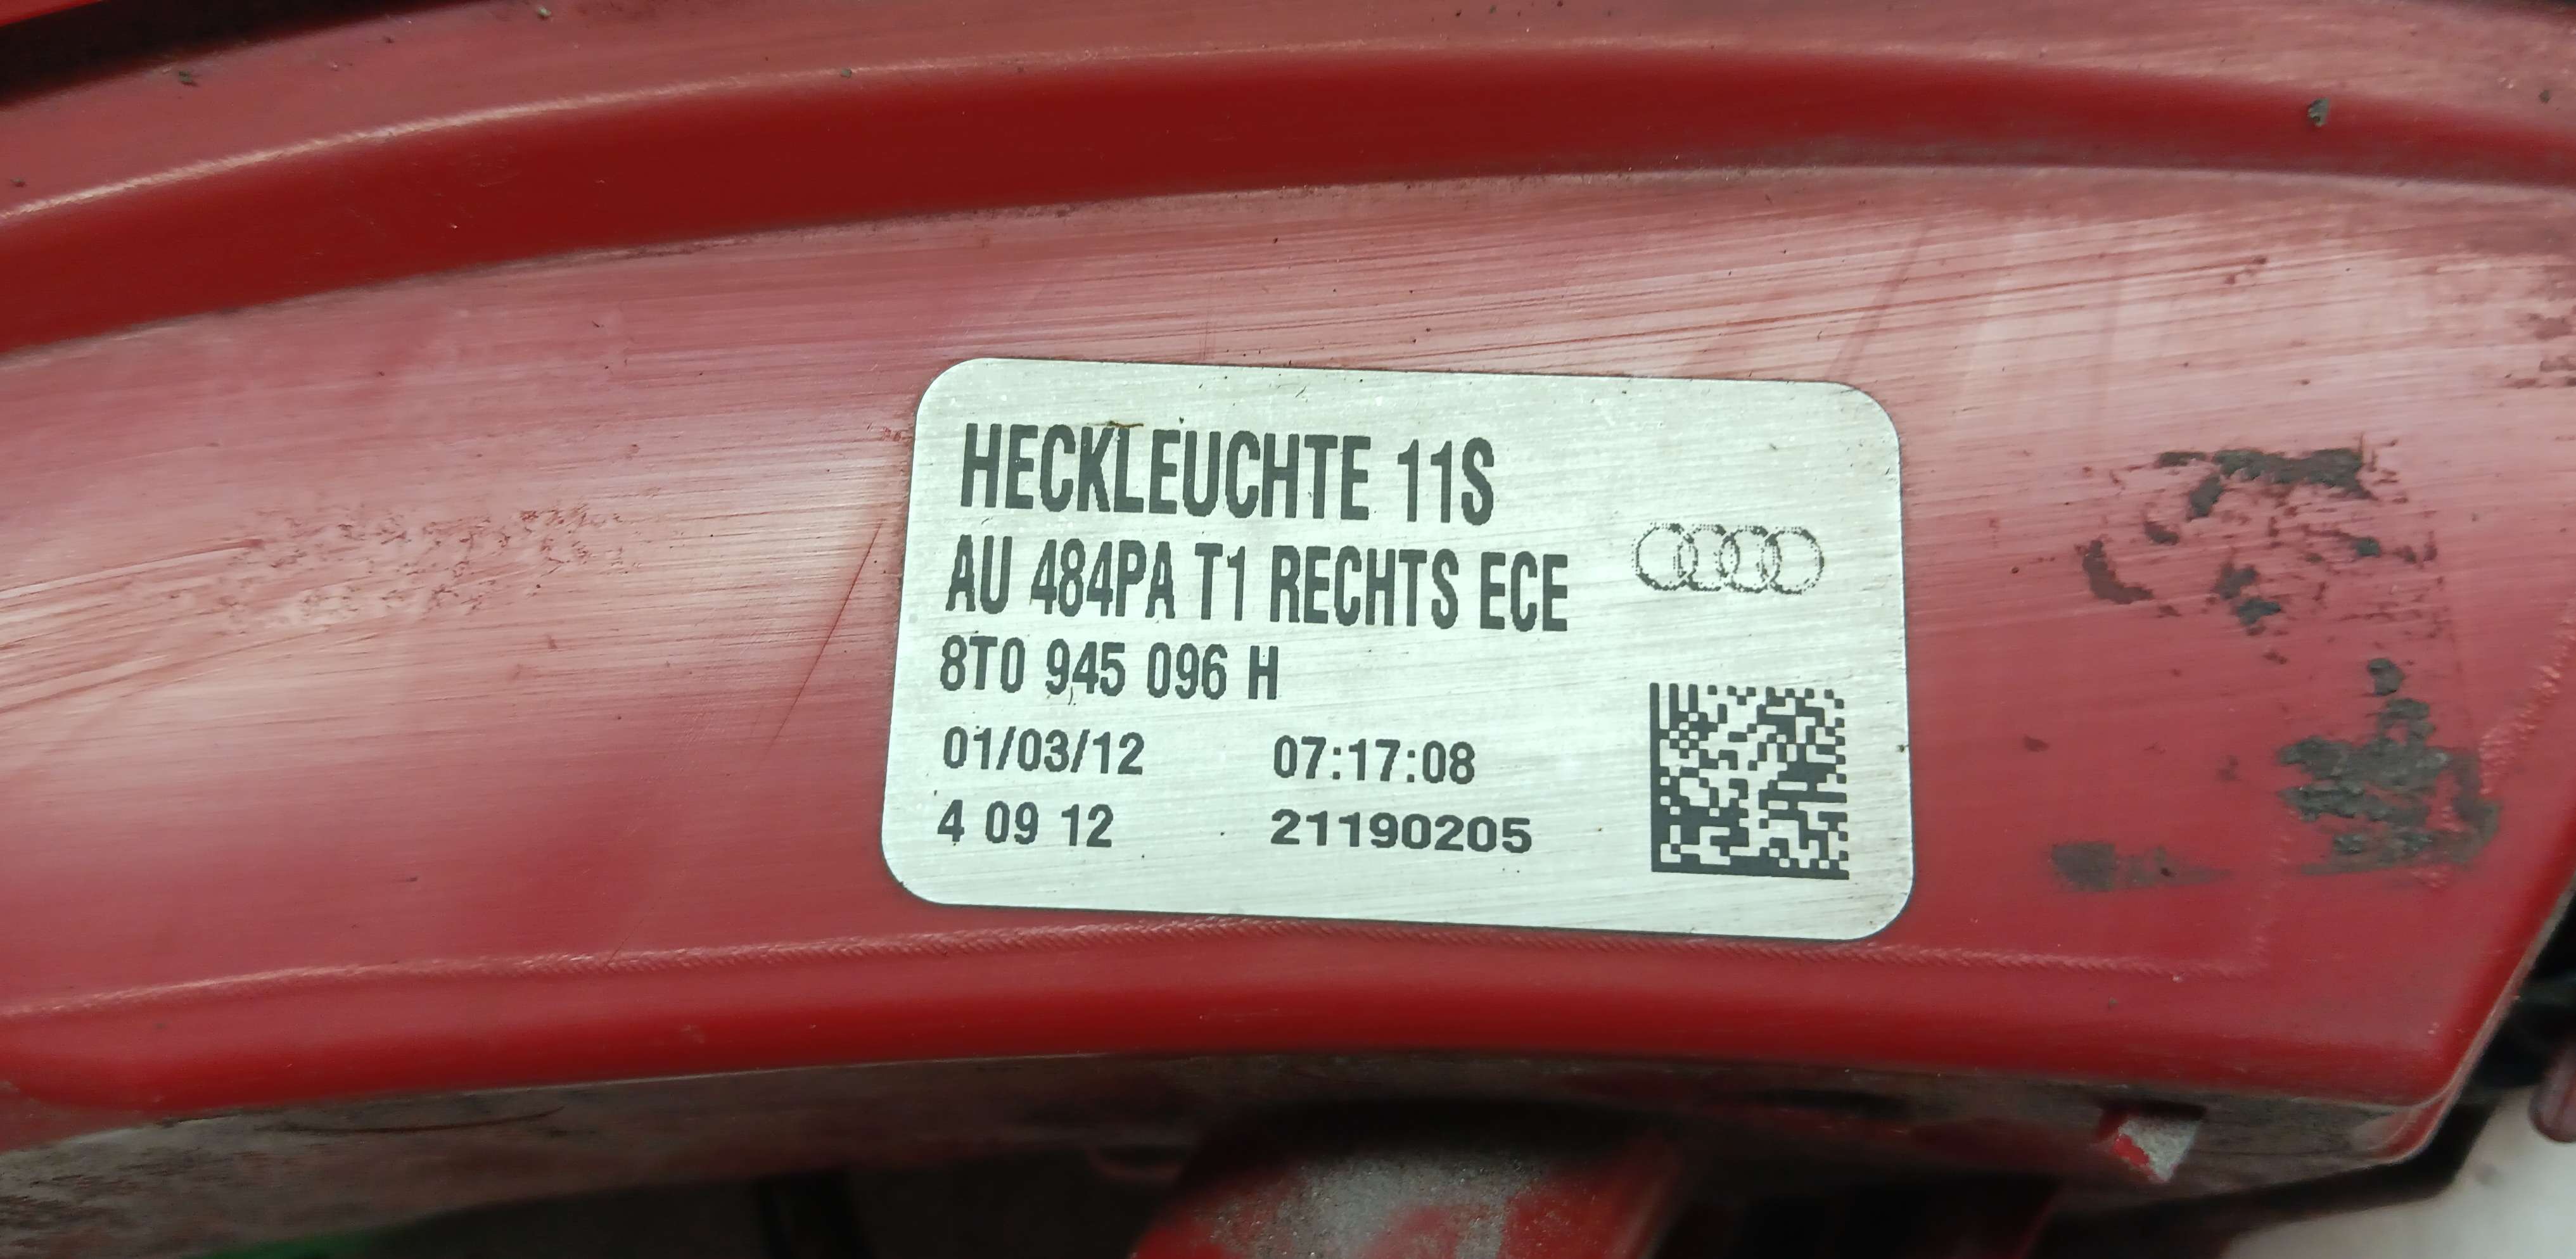 HECKLEUCHTE 11S
AU 484PA T1 RECHTS ECE
8T0 945 096 H
01/03/12 07:17:08
4 09 12 21190205